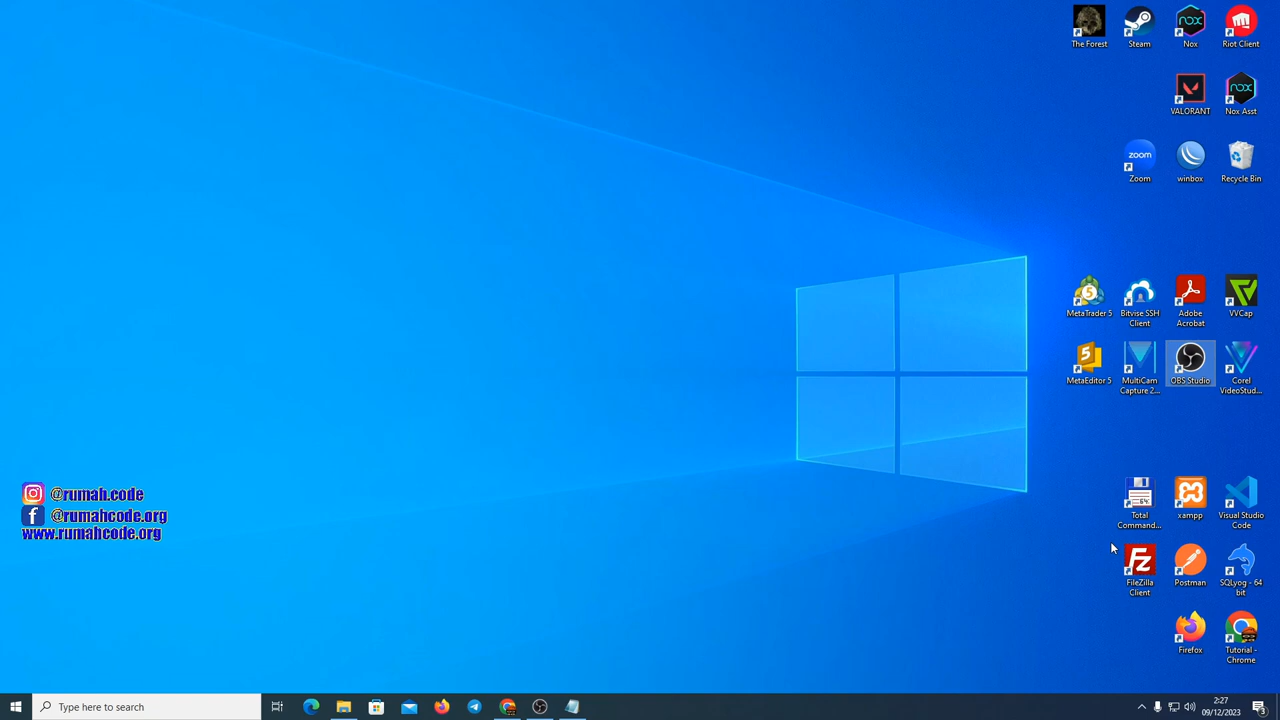 The Forest
Steam
Nox
Riot Client
VALORANT
Nox Asst
zoom
Zoom
winbox
Recycle Bin
MetaTrader 5
Bitvise SSH
Client
Adobe
Acrobat
VVCap
MetaEditor 5
MultiCam
Capture 2...
OBS Studio
Corel
VideoStud...
@rumah.code
@rumahcode.org
www.rumahcode.org
Total
Command...
xampp
Visual Studio
Code
FileZilla
Client
Postman
SQLyog - 64
bit
Firefox
Tutorial -
Chrome
Type here to search
2:27
09/12/2023